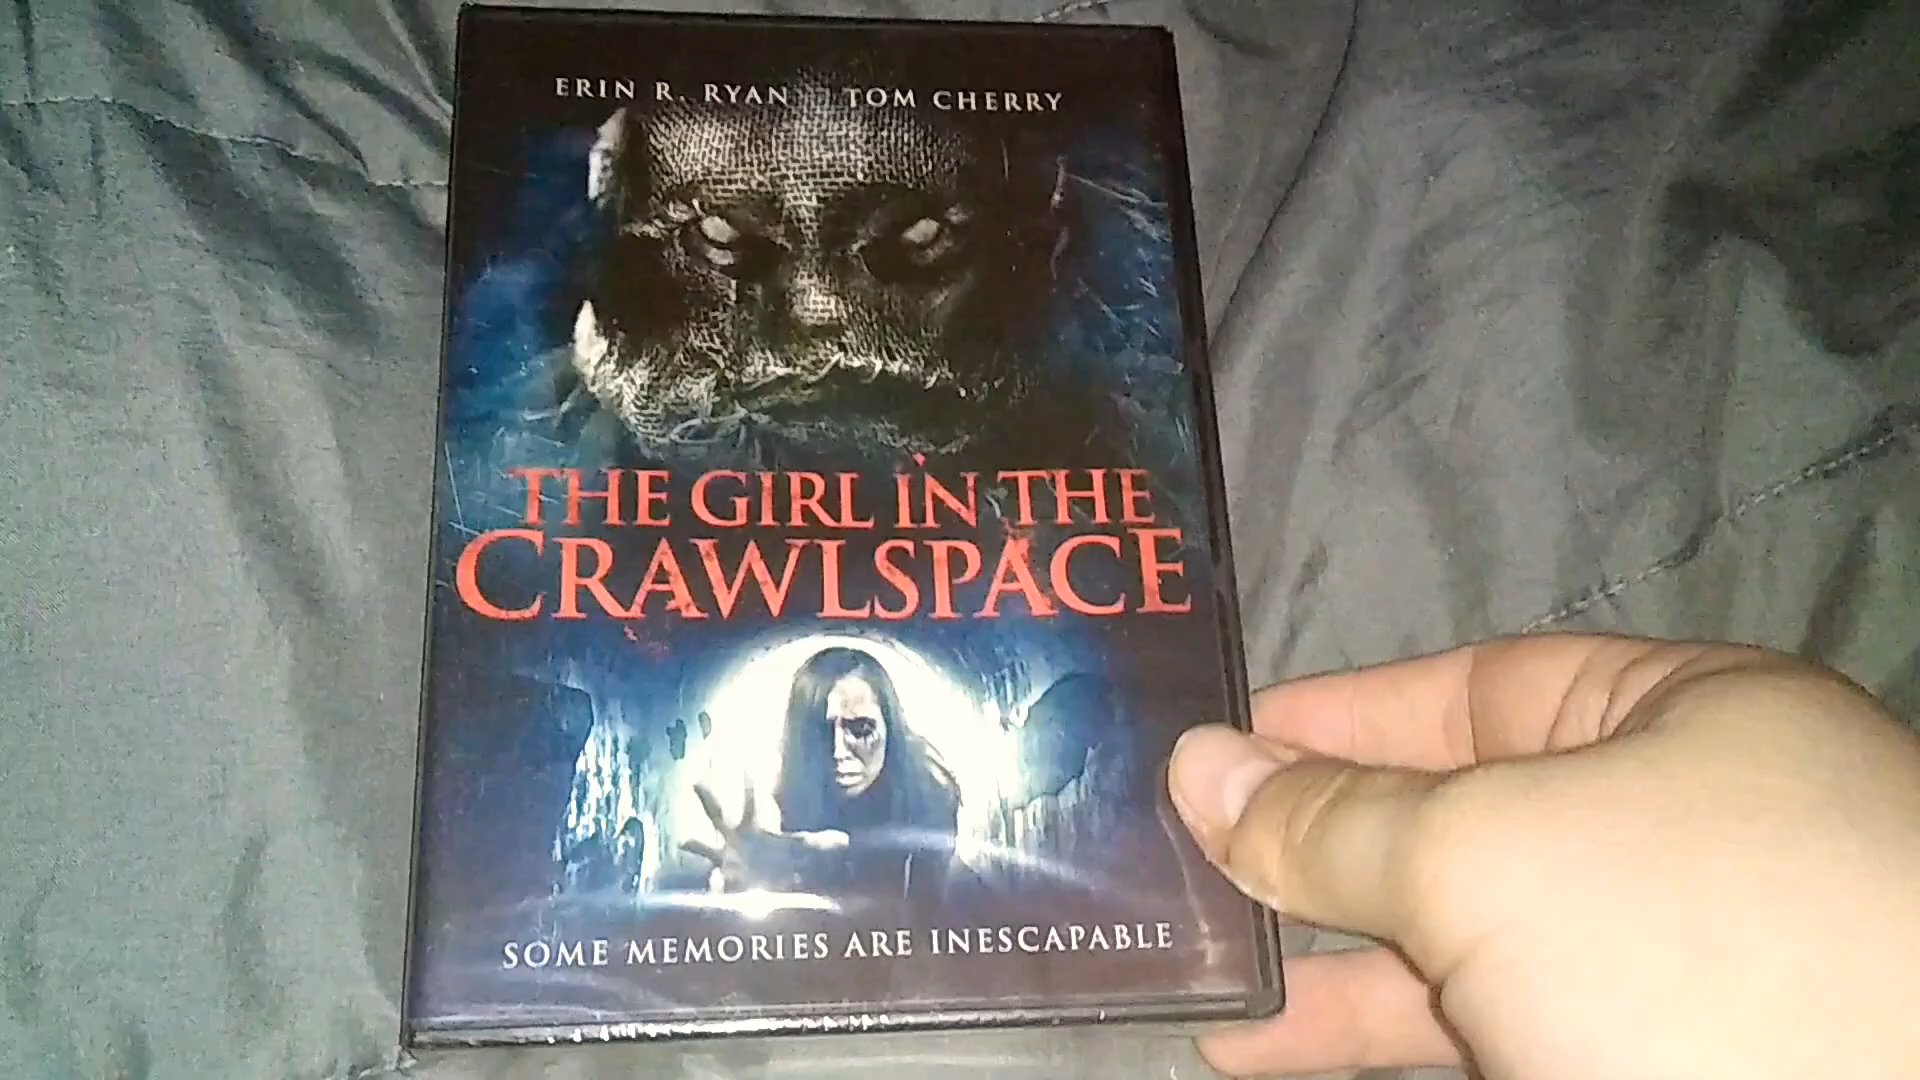 ERIN R. RYAN TOM CHERRY
THE GIRL IN THE
CRAWLSPACE
SOME MEMORIES ARE INESCAPABLE